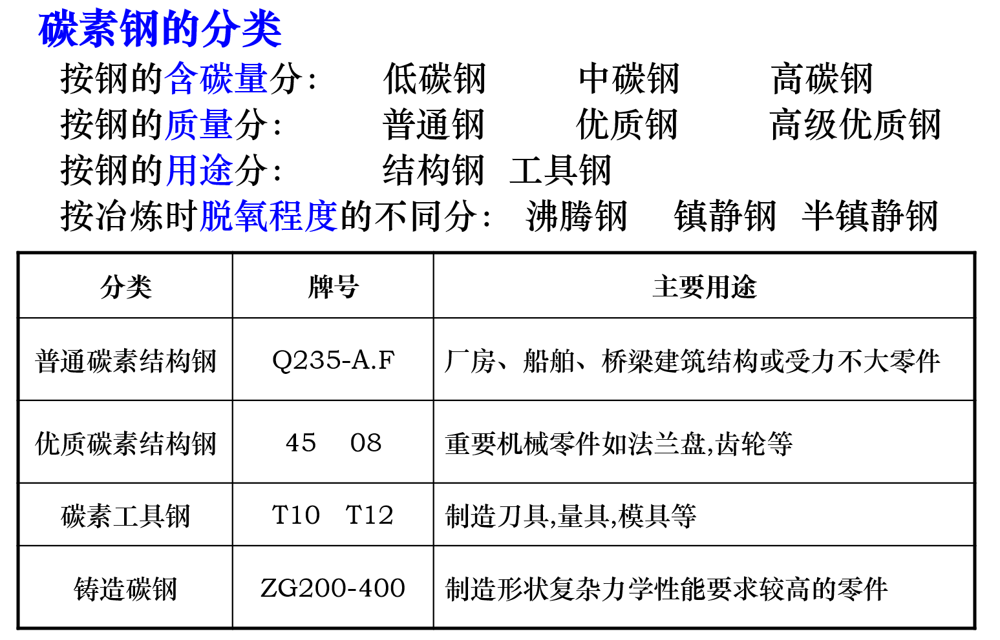 碳素钢的分类
按钢的含碳量分： 低碳钢 中碳钢 高碳钢
按钢的质量分： 普通钢 优质钢 高级优质钢
按钢的用途分： 结构钢 工具钢
按冶炼时脱氧程度的不同分： 沸腾钢 镇静钢 半镇静钢
分类 牌号 主要用途
普通碳素结构钢 Q235-A.F 厂房、船舶、桥梁建筑结构或受力不大零件
优质碳素结构钢 45 08 重要机械零件如法兰盘,齿轮等
碳素工具钢 T10 T12 制造刀具,量具,模具等
铸造碳钢 ZG200-400 制造形状复杂力学性能要求较高的零件